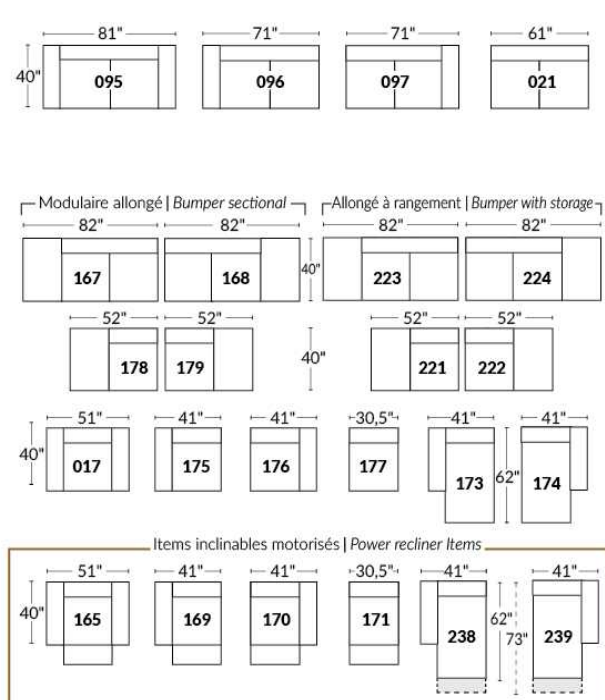 81" 71" 71" 61"
40" 095 096 097 021
Modulaire allongé | Bumper sectional Allongé à rangement | Bumper with storage
82" 82" 82" 82"
167 168 40" 223 224
52" 52" 52" 52"
178 179 40" 221 222
51" 41" 41" 30,5" 41" 41"
40" 017 175 176 177 173 62" 174
Items inclinables motorisés | Power recliner Items
51" 41" 41" 30,5" 41" 41"
40" 165 169 170 171 238 62" 73" 239